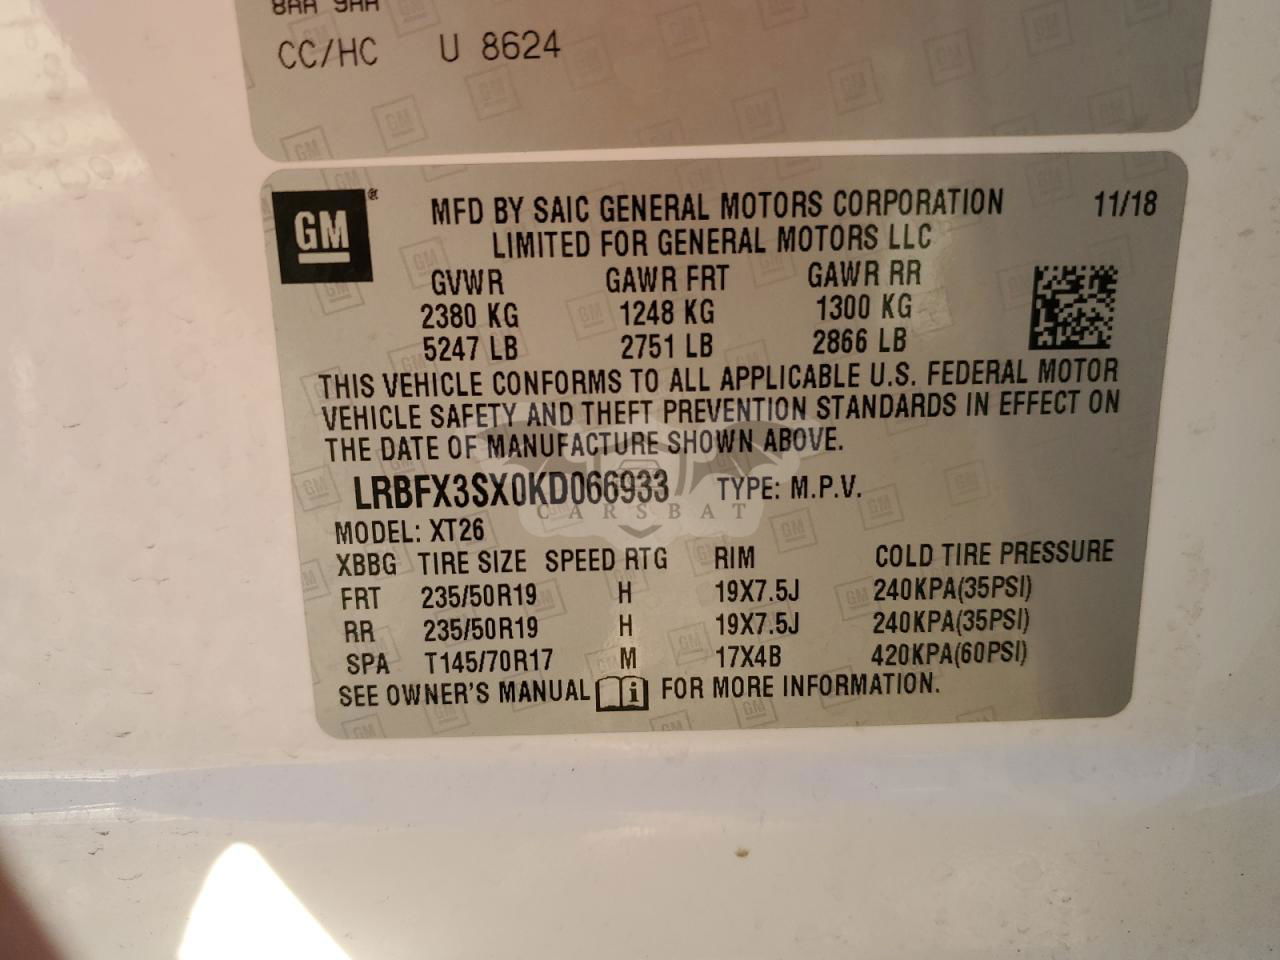 8AA 9AA
CC/HC U 8624
GM ®
MFD BY SAIC GENERAL MOTORS CORPORATION 11/18
LIMITED FOR GENERAL MOTORS LLC
GVWR GAWR FRT GAWR RR
2380 KG 1248 KG 1300 KG
5247 LB 2751 LB 2866 LB
THIS VEHICLE CONFORMS TO ALL APPLICABLE U.S. FEDERAL MOTOR
VEHICLE SAFETY AND THEFT PREVENTION STANDARDS IN EFFECT ON
THE DATE OF MANUFACTURE SHOWN ABOVE.
LRBFX3SX0KD066933 TYPE: M.P.V.
CARSBAT
MODEL: XT26
XBBG TIRE SIZE SPEED RTG RIM COLD TIRE PRESSURE
FRT 235/50R19 H 19X7.5J 240KPA(35PSI)
RR 235/50R19 H 19X7.5J 240KPA(35PSI)
SPA T145/70R17 M 17X4B 420KPA(60PSI)
SEE OWNER'S MANUAL i FOR MORE INFORMATION.